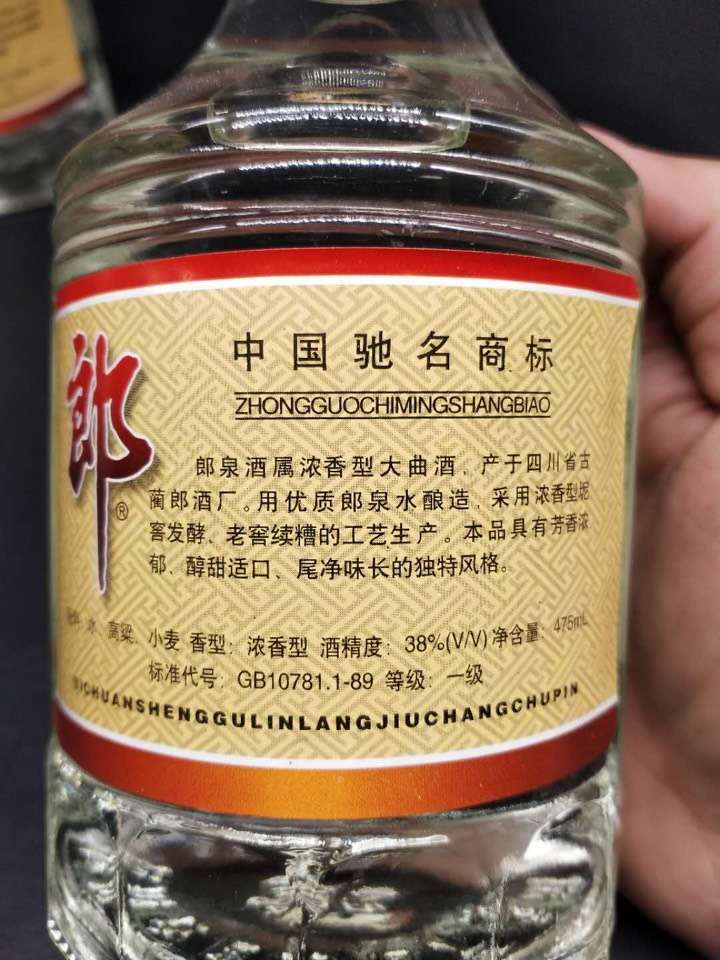 中国驰名商标
ZHONGGUOCHIMINGSHANGBIAO
郎
®
郎泉酒属浓香型大曲酒，产于四川省古
蔺郎酒厂。用优质郎泉水酿造，采用浓香型坭
窖发酵、老窖续糟的工艺生产。本品具有芳香浓
郁、醇甜适口、尾净味长的独特风格。
水、高粱、小麦 香型：浓香型 酒精度：38%(V/V) 净含量：475mL
标准代号：GB10781.1-89 等级：一级
SICHUANSHENGGULINLANGJIUCHANGCHUPIN